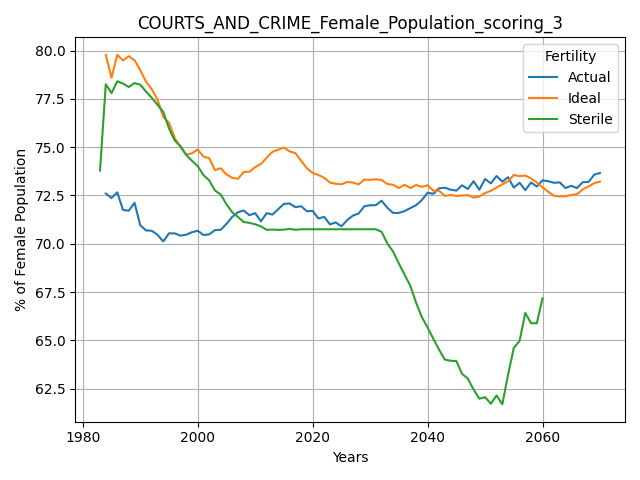 COURTS_AND_CRIME_Female_Population_scoring_3
% of Female Population
80.0
77.5
75.0
72.5
70.0
67.5
65.0
62.5
Fertility
Actual
Ideal
Sterile
1980
2000
2020
2040
2060
Years